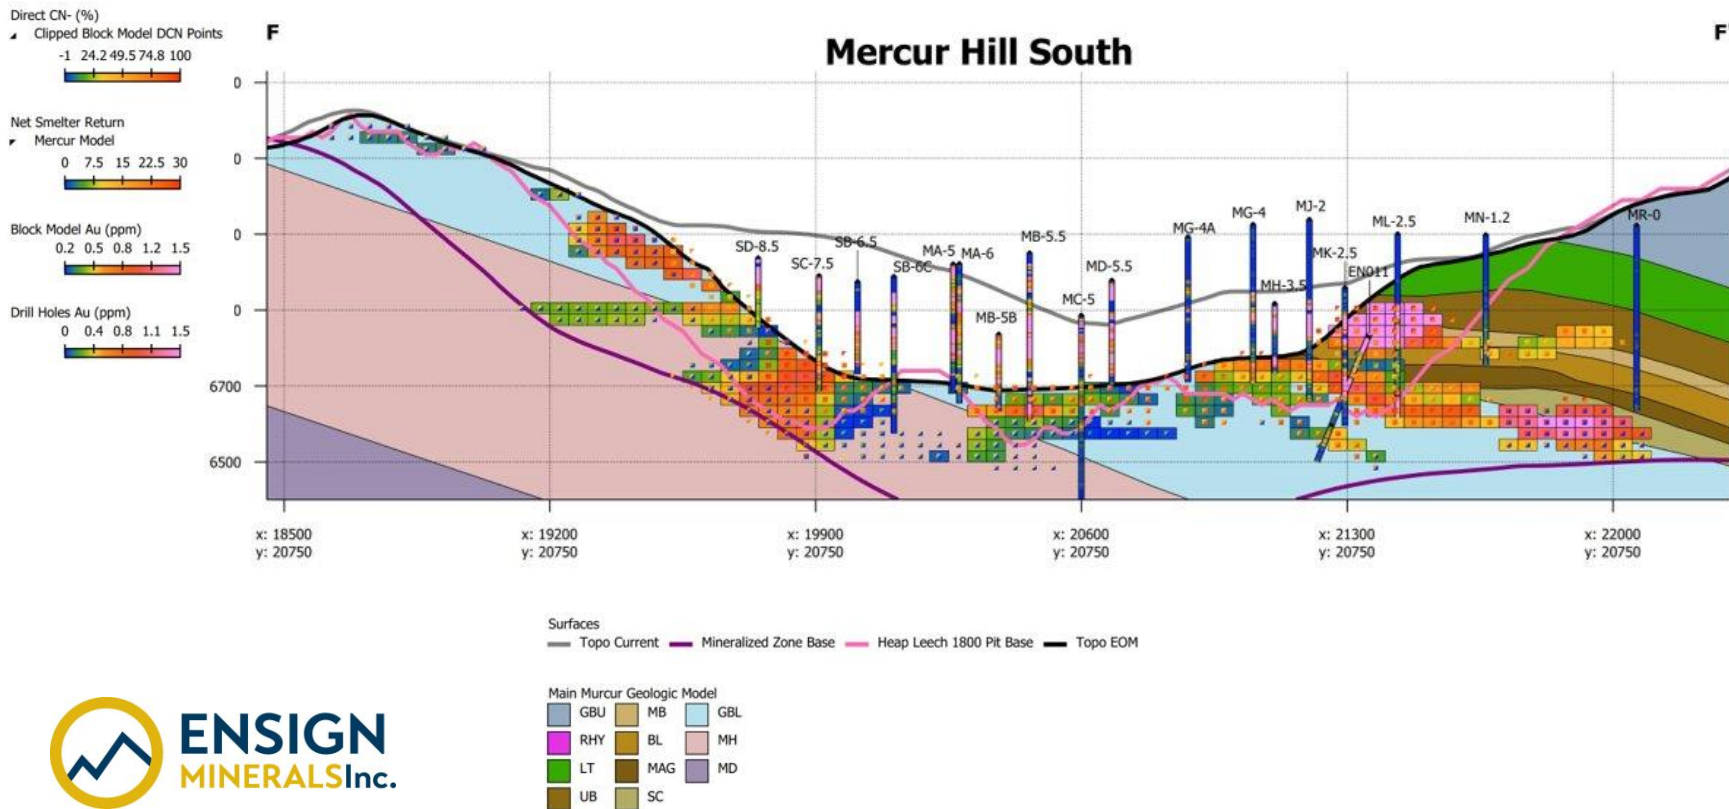 Direct CN- (%)
Clipped Block Model DCN Points
-1 24.2 49.5 74.8 100
Net Smelter Return
Mercur Model
0 7.5 15 22.5 30
Block Model Au (ppm)
0.2 0.5 0.8 1.2 1.5
Drill Holes Au (ppm)
0 0.4 0.8 1.1 1.5
F
Mercur Hill South
F'
0
0
0
0
6700
6500
SD-8.5
SC-7.5
SB-6.5
SB-6C
MA-5
MA-6
MB-5.5
MB-5B
MC-5
MD-5.5
MG-4A
MG-4
MH-3.5
MJ-2
MK-2.5
EN011
ML-2.5
MN-1.2
MR-0
x: 18500
y: 20750
x: 19200
y: 20750
x: 19900
y: 20750
x: 20600
y: 20750
x: 21300
y: 20750
x: 22000
y: 20750
Surfaces
Topo Current Mineralized Zone Base Heap Leech 1800 Pit Base Topo EOM
Main Murcur Geologic Model
GBU MB GBL
RHY BL MH
LT MAG MD
UB SC
ENSIGN
MINERALSInc.